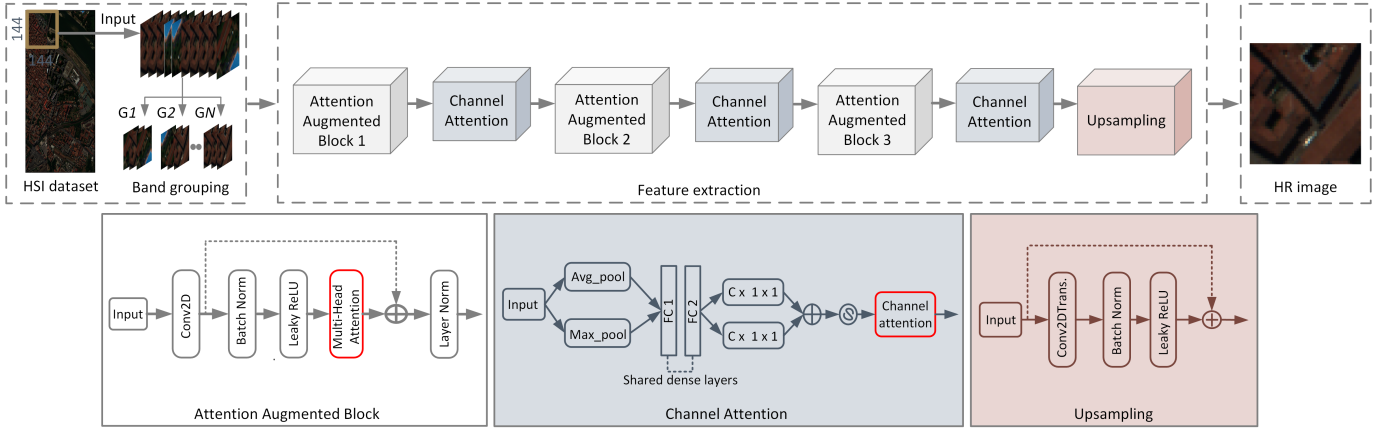 144
144
Input
G1
G2
GN
HSI dataset
Band grouping
Attention
Augmented
Block 1
Channel
Attention
Attention
Augmented
Block 2
Channel
Attention
Attention
Augmented
Block 3
Channel
Attention
Upsampling
Feature extraction
HR image
Input
Conv2D
Batch Norm
Leaky ReLU
Multi-Head
Attention
Layer Norm
Attention Augmented Block
Input
Avg_pool
Max_pool
FC 1
FC 2
C x 1 x 1
C x 1 x 1
Channel
attention
Shared dense layers
Channel Attention
Input
Conv2DTrans.
Batch Norm
Leaky ReLU
Upsampling